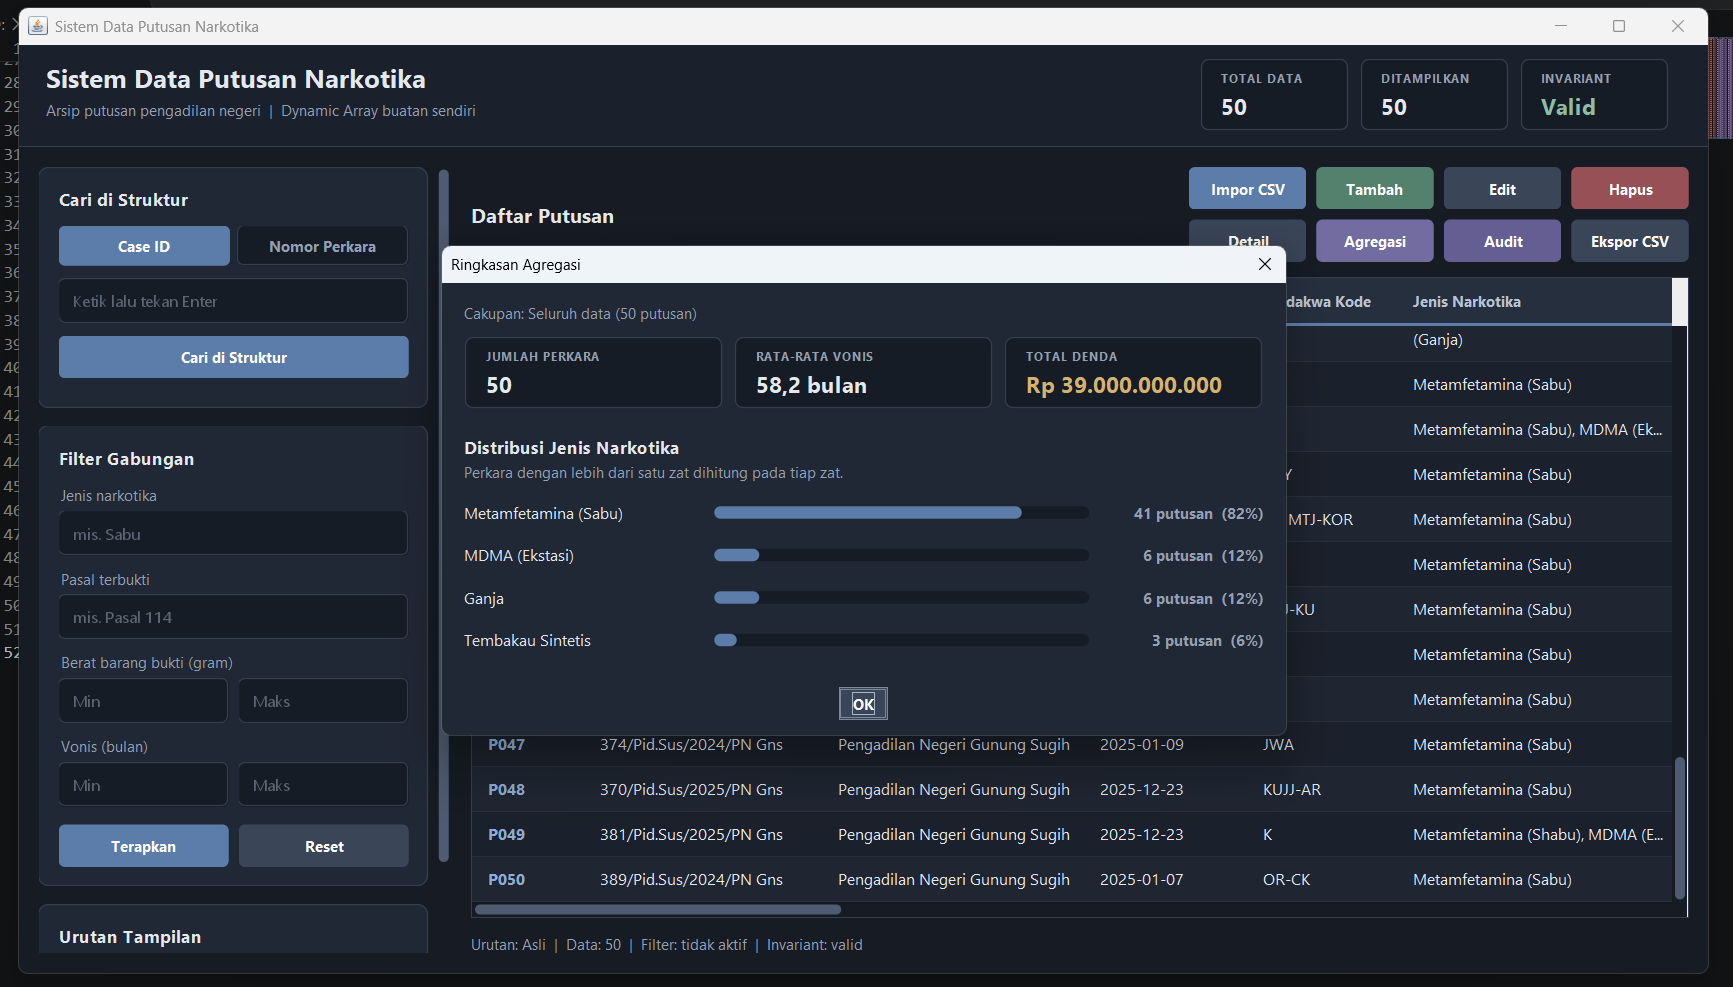 Sistem Data Putusan Narkotika
Sistem Data Putusan Narkotika
Arsip putusan pengadilan negeri | Dynamic Array buatan sendiri
TOTAL DATA
50
DITAMPILKAN
50
INVARIANT
Valid
Cari di Struktur
Case ID
Nomor Perkara
Ketik lalu tekan Enter
Cari di Struktur
Filter Gabungan
Jenis narkotika
mis. Sabu
Pasal terbukti
mis. Pasal 114
Berat barang bukti (gram)
Min
Maks
Vonis (bulan)
Min
Maks
Terapkan
Reset
Urutan Tampilan
Daftar Putusan
Impor CSV
Tambah
Edit
Hapus
Detail
Agregasi
Audit
Ekspor CSV
dakwa Kode
Jenis Narkotika
(Ganja)
Metamfetamina (Sabu)
Metamfetamina (Sabu), MDMA (Ek...
Y Metamfetamina (Sabu)
MTJ-KOR Metamfetamina (Sabu)
Metamfetamina (Sabu)
J-KU Metamfetamina (Sabu)
Metamfetamina (Sabu)
Metamfetamina (Sabu)
P047 374/Pid.Sus/2024/PN Gns Pengadilan Negeri Gunung Sugih 2025-01-09 JWA Metamfetamina (Sabu)
P048 370/Pid.Sus/2025/PN Gns Pengadilan Negeri Gunung Sugih 2025-12-23 KUJJ-AR Metamfetamina (Sabu)
P049 381/Pid.Sus/2025/PN Gns Pengadilan Negeri Gunung Sugih 2025-12-23 K Metamfetamina (Shabu), MDMA (E...
P050 389/Pid.Sus/2024/PN Gns Pengadilan Negeri Gunung Sugih 2025-01-07 OR-CK Metamfetamina (Sabu)
Urutan: Asli | Data: 50 | Filter: tidak aktif | Invariant: valid
Ringkasan Agregasi
Cakupan: Seluruh data (50 putusan)
JUMLAH PERKARA
50
RATA-RATA VONIS
58,2 bulan
TOTAL DENDA
Rp 39.000.000.000
Distribusi Jenis Narkotika
Perkara dengan lebih dari satu zat dihitung pada tiap zat.
Metamfetamina (Sabu) 41 putusan (82%)
MDMA (Ekstasi) 6 putusan (12%)
Ganja 6 putusan (12%)
Tembakau Sintetis 3 putusan (6%)
OK